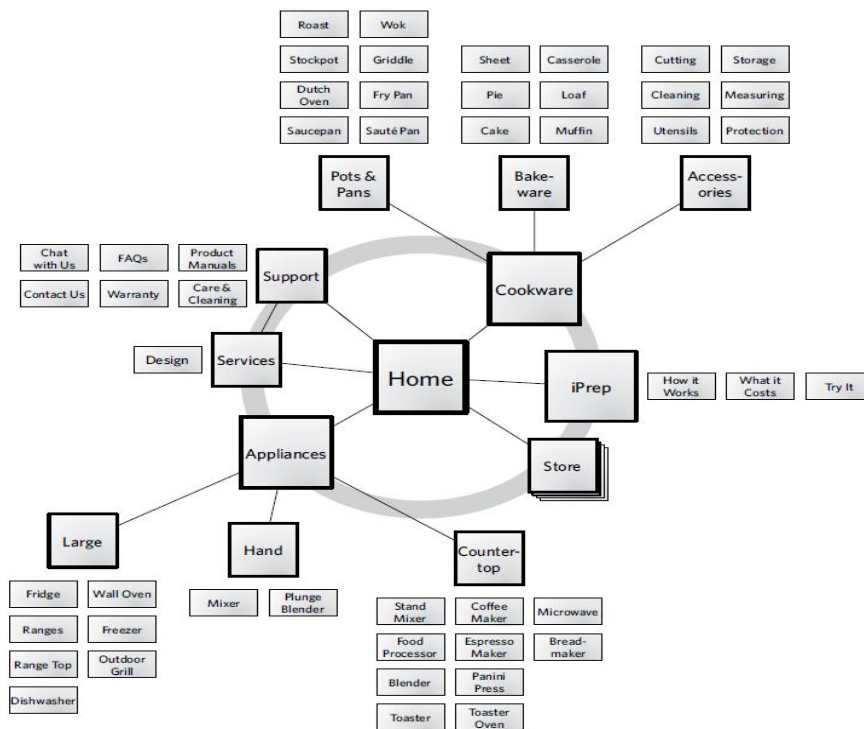 Roast Wok
Stockpot Griddle Sheet Casserole Cutting Storage
Dutch
Oven Fry Pan Pie Loaf Cleaning Measuring
Saucepan Sauté Pan Cake Muffin Utensils Protection
Pots &
Pans
Bake-
ware
Access-
ories
Chat
with Us
FAQs
Product
Manuals
Support
Cookware
Contact Us
Warranty
Care &
Cleaning
Design
Services
Home
iPrep
How it
Works
What it
Costs
Try It
Appliances
Store
Large
Hand
Counter-
top
Fridge Wall Oven
Ranges Freezer
Range Top
Outdoor
Grill
Dishwasher
Mixer
Plunge
Blender
Stand
Mixer
Coffee
Maker
Microwave
Food
Processor
Espresso
Maker
Bread-
maker
Blender
Panini
Press
Toaster
Toaster
Oven